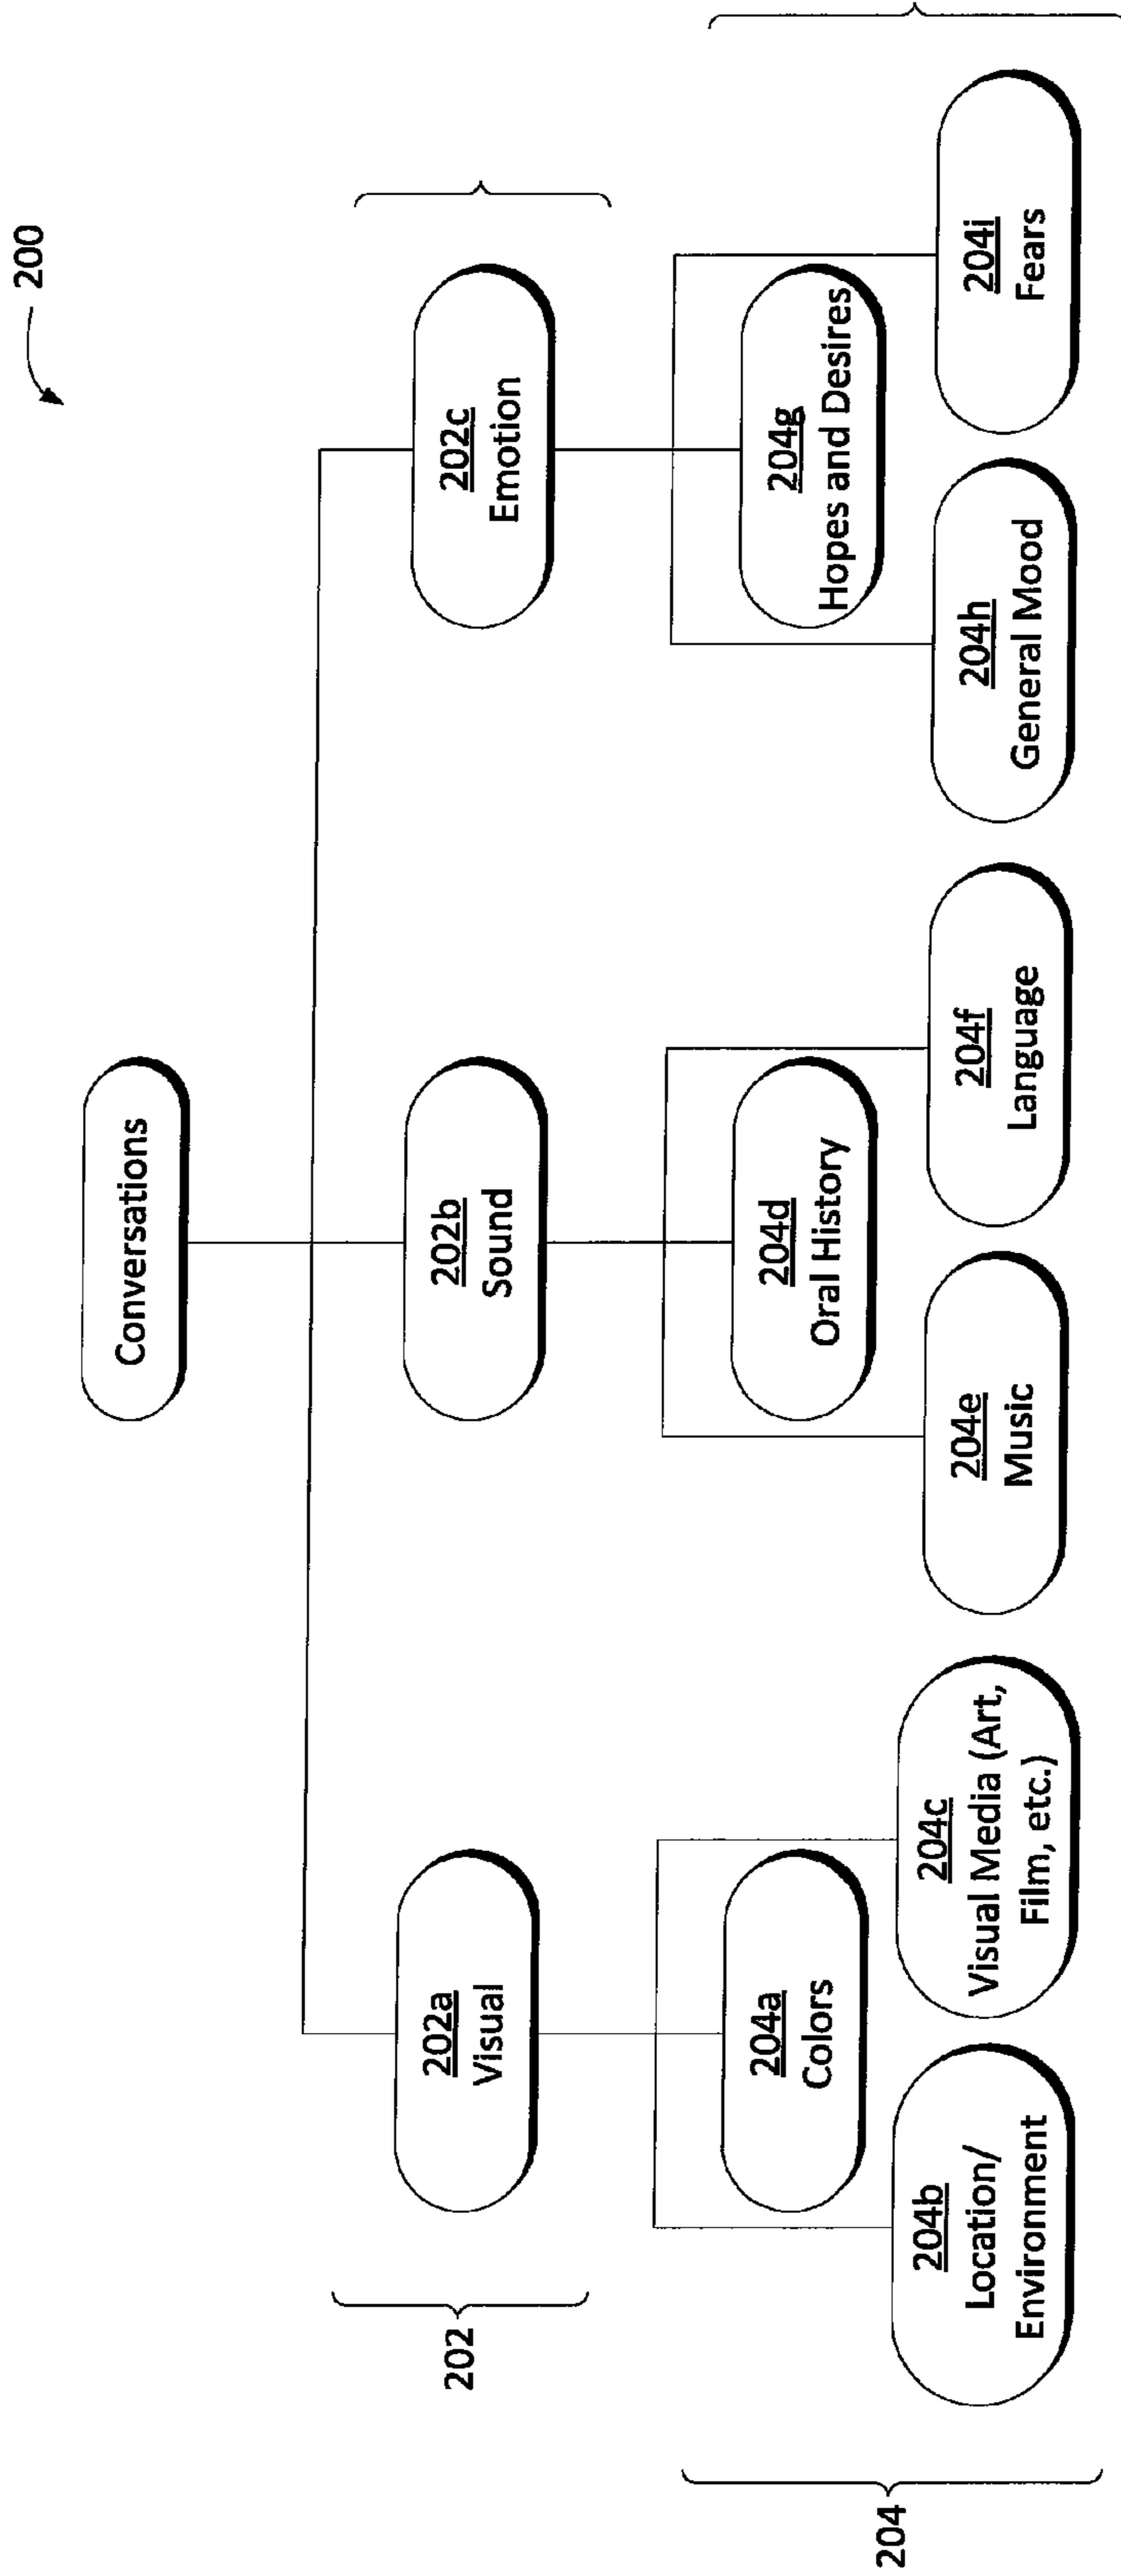 200
Conversations
202
202a
Visual
202b
Sound
202c
Emotion
204
204a
Colors
204b
Location/
Environment
204c
Visual Media (Art,
Film, etc.)
204d
Oral History
204e
Music
204f
Language
204g
Hopes and Desires
204h
General Mood
204i
Fears